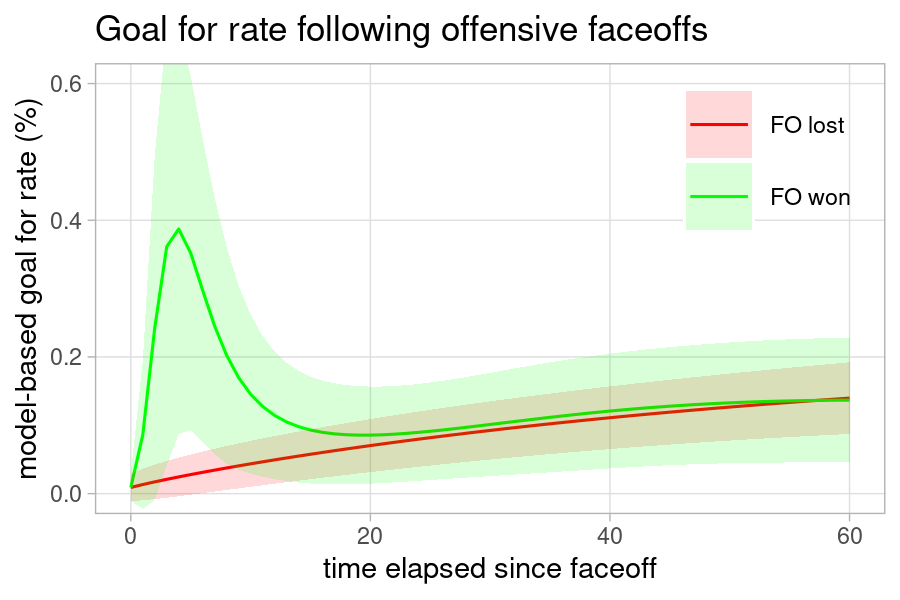 Goal for rate following offensive faceoffs
model-based goal for rate (%)
0.6
0.4
0.2
0.0
FO lost
FO won
0
20
40
60
time elapsed since faceoff